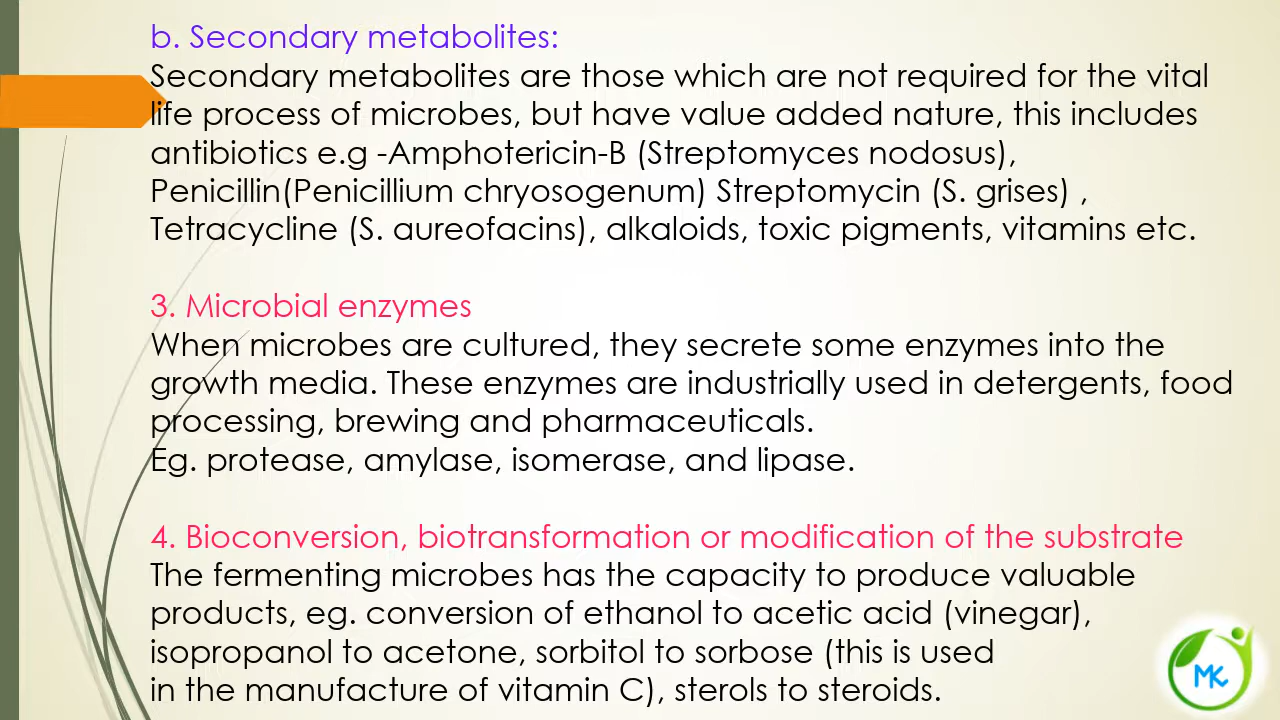 b. Secondary metabolites:
Secondary metabolites are those which are not required for the vital
life process of microbes, but have value added nature, this includes
antibiotics e.g -Amphotericin-B (Streptomyces nodosus),
Penicillin(Penicillium chryosogenum) Streptomycin (S. grises) ,
Tetracycline (S. aureofacins), alkaloids, toxic pigments, vitamins etc.
3. Microbial enzymes
When microbes are cultured, they secrete some enzymes into the
growth media. These enzymes are industrially used in detergents, food
processing, brewing and pharmaceuticals.
Eg. protease, amylase, isomerase, and lipase.
4. Bioconversion, biotransformation or modification of the substrate
The fermenting microbes has the capacity to produce valuable
products, eg. conversion of ethanol to acetic acid (vinegar),
isopropanol to acetone, sorbitol to sorbose (this is used
in the manufacture of vitamin C), sterols to steroids.
MK